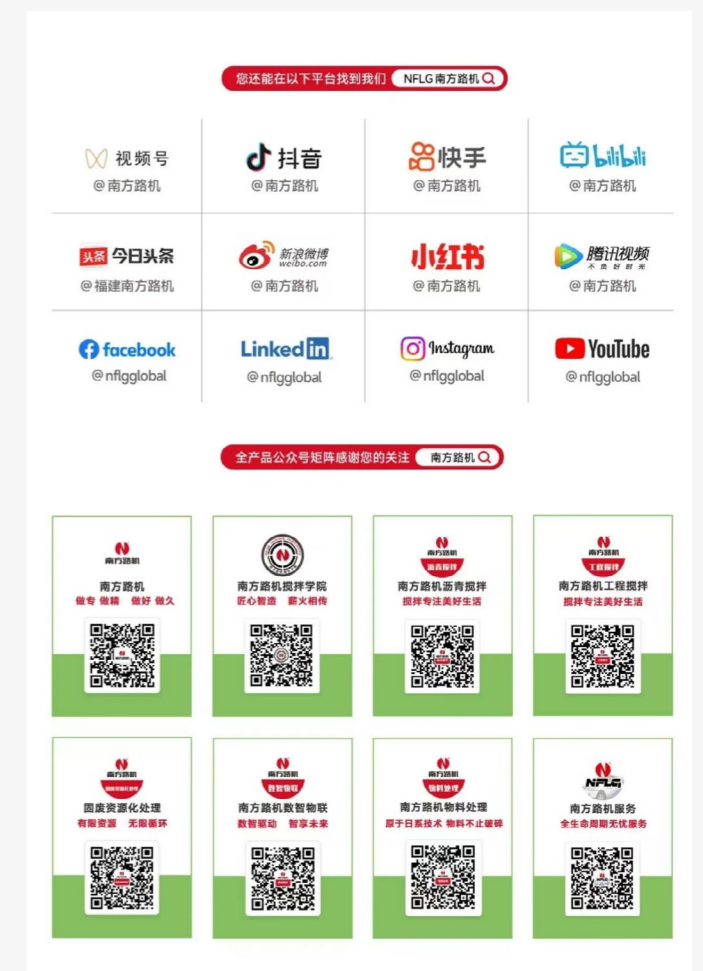 您还能在以下平台找到我们 NFLG南方路机
视频号 抖音 快手 bilibili
@南方路机 @南方路机 @南方路机 @南方路机
头条 今日头条 新浪微博 weibo.com 小红书 腾讯视频 不负好时光
@福建南方路机 @南方路机 @南方路机 @南方路机
facebook Linkedin Instagram YouTube
@nflgglobal @nflgglobal @nflgglobal @nflgglobal
全产品公众号矩阵感谢您的关注 南方路机
南方路机
南方路机
做专 做精 做好 做久
南方路机搅拌学院
匠心智造 薪火相传
南方路机
沥青搅拌
南方路机沥青搅拌
搅拌专注美好生活
南方路机
工程搅拌
南方路机工程搅拌
搅拌专注美好生活
南方路机
固废资源化处理
固废资源化处理
有限资源 无限循环
南方路机
数智物联
南方路机数智物联
数智驱动 智享未来
南方路机
物料处理
南方路机物料处理
原于日系技术 物料不止破碎
NFLG
南方路机服务
全生命周期无忧服务